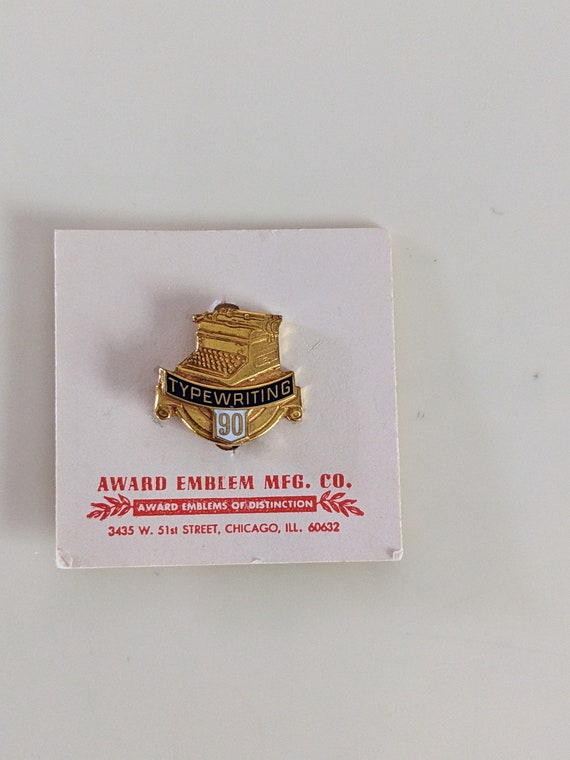 TYPEWRITING
90
AWARD EMBLEM MFG. CO.
AWARD EMBLEMS OF DISTINCTION
3435 W. 51st STREET, CHICAGO, ILL. 60632